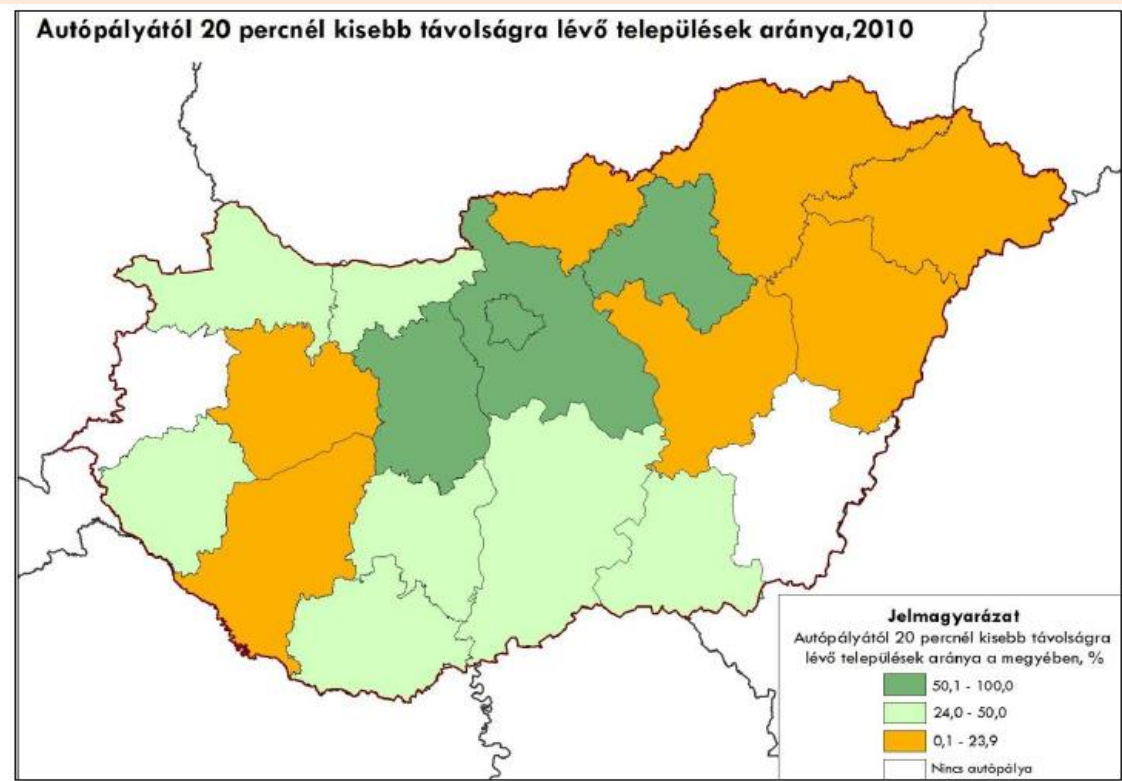 Autópályától 20 percnél kisebb távolságra lévő települések aránya,2010
Jelmagyarázat
Autópályától 20 percnél kisebb távolságra
lévő települések aránya a megyében, %
50,1 - 100,0
24,0 - 50,0
0,1 - 23,9
Nincs autópálya